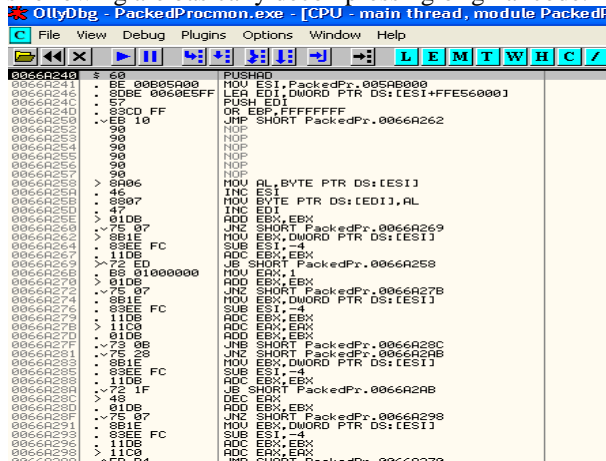 OllyDbg - PackedProcmon.exe - [CPU - main thread, module PackedP
C File View Debug Plugins Options Window Help
L E M T W H C /
0066A240 $ 60 PUSHAD
0066A241 . BE 00B05A00 MOV ESI,PackedPr.005AB000
0066A246 . 8DBE 0060E5FF LEA EDI,DWORD PTR DS:[ESI+FFE56000]
0066A24C . 57 PUSH EDI
0066A24D . 83CD FF OR EBP,FFFFFFFF
0066A250 .vEB 10 JMP SHORT PackedPr.0066A262
0066A252 90 NOP
0066A253 90 NOP
0066A254 90 NOP
0066A255 90 NOP
0066A256 90 NOP
0066A257 90 NOP
0066A258 > 8A06 MOV AL,BYTE PTR DS:[ESI]
0066A25A . 46 INC ESI
0066A25B . 8807 MOV BYTE PTR DS:[EDI],AL
0066A25D . 47 INC EDI
0066A25E > 01DB ADD EBX,EBX
0066A260 .v75 07 JNZ SHORT PackedPr.0066A269
0066A262 > 8B1E MOV EBX,DWORD PTR DS:[ESI]
0066A264 . 83EE FC SUB ESI,-4
0066A267 . 11DB ADC EBX,EBX
0066A269 >^72 ED JB SHORT PackedPr.0066A258
0066A26B . B8 01000000 MOV EAX,1
0066A270 > 01DB ADD EBX,EBX
0066A272 .v75 07 JNZ SHORT PackedPr.0066A27B
0066A274 . 8B1E MOV EBX,DWORD PTR DS:[ESI]
0066A276 . 83EE FC SUB ESI,-4
0066A279 . 11DB ADC EBX,EBX
0066A27B > 11C0 ADC EAX,EAX
0066A27D . 01DB ADD EBX,EBX
0066A27F .v73 0B JNB SHORT PackedPr.0066A28C
0066A281 .v75 28 JNZ SHORT PackedPr.0066A2AB
0066A283 . 8B1E MOV EBX,DWORD PTR DS:[ESI]
0066A285 . 83EE FC SUB ESI,-4
0066A288 . 11DB ADC EBX,EBX
0066A28A .v72 1F JB SHORT PackedPr.0066A2AB
0066A28C > 48 DEC EAX
0066A28D . 01DB ADD EBX,EBX
0066A28F .v75 07 JNZ SHORT PackedPr.0066A298
0066A291 . 8B1E MOV EBX,DWORD PTR DS:[ESI]
0066A293 . 83EE FC SUB ESI,-4
0066A296 . 11DB ADC EBX,EBX
0066A298 > 11C0 ADC EAX,EAX